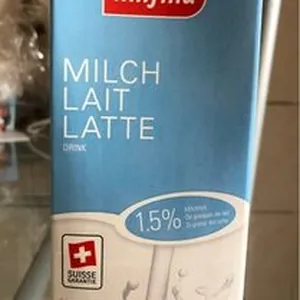 MILCH
LAIT
LATTE
DRINK
1.5%
SUISSE
GARANTIE